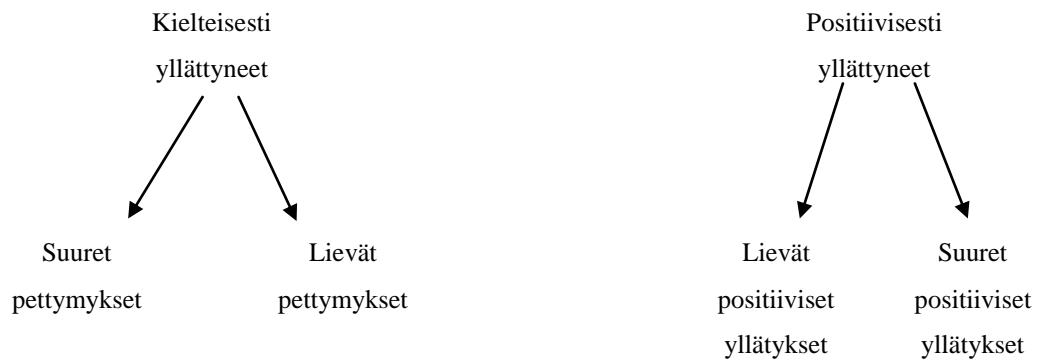 Kielteisesti
yllättyneet
Positiivisesti
yllättyneet
Suuret
pettymykset
Lievät
pettymykset
Lievät
positiiviset
yllätykset
Suuret
positiiviset
yllätykset